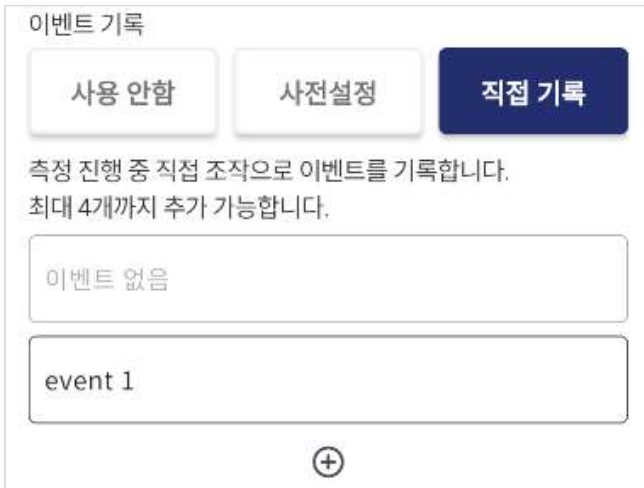 이벤트 기록
사용 안함 사전설정 직접 기록
측정 진행 중 직접 조작으로 이벤트를 기록합니다.
최대 4개까지 추가 가능합니다.
이벤트 없음
event 1